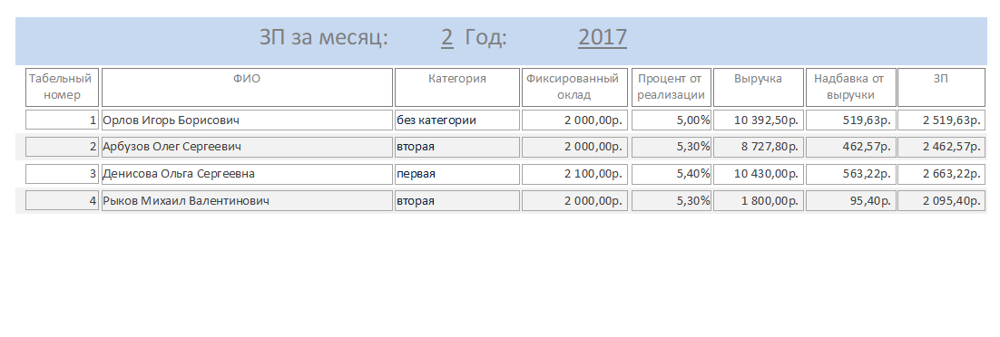 ЗП за месяц: 2 Год: 2017
Табельный номер ФИО Категория Фиксированный оклад Процент от реализации Выручка Надбавка от выручки ЗП
1 Орлов Игорь Борисович без категории 2 000,00р. 5,00% 10 392,50р. 519,63р. 2 519,63р.
2 Арбузов Олег Сергеевич вторая 2 000,00р. 5,30% 8 727,80р. 462,57р. 2 462,57р.
3 Денисова Ольга Сергеевна первая 2 100,00р. 5,40% 10 430,00р. 563,22р. 2 663,22р.
4 Рыков Михаил Валентинович вторая 2 000,00р. 5,30% 1 800,00р. 95,40р. 2 095,40р.